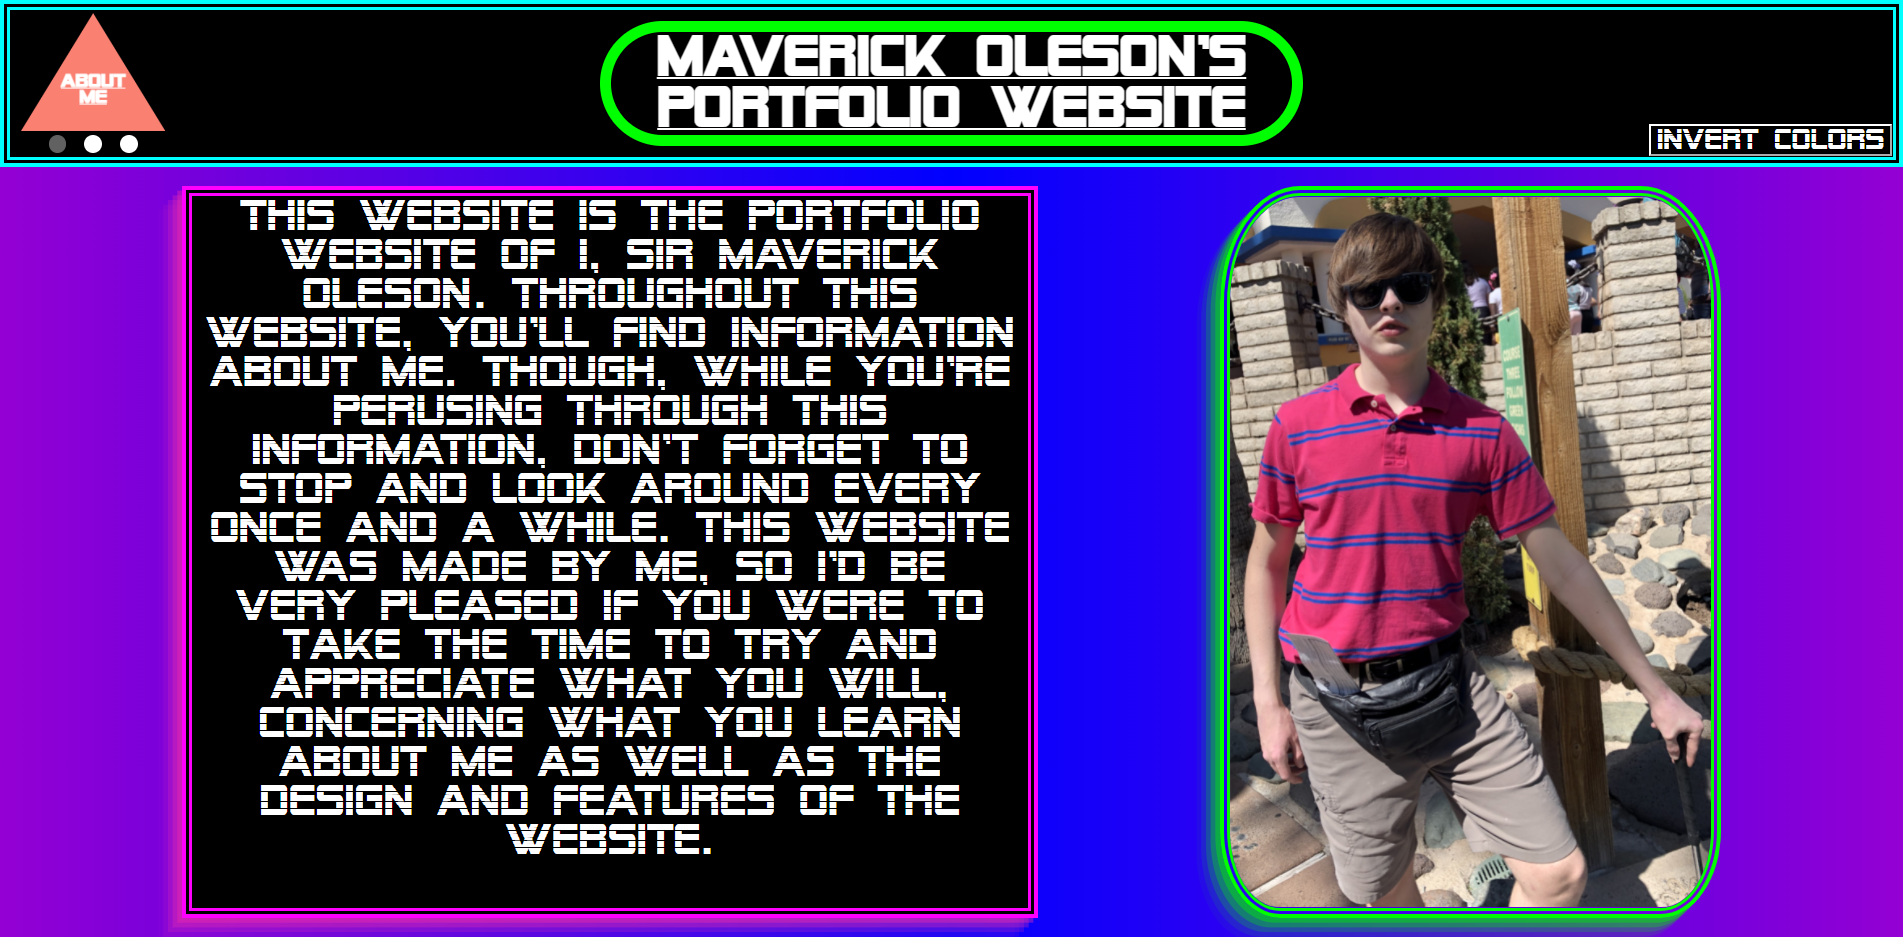 ABOUT
ME
MAVERICK OLESON'S
PORTFOLIO WEBSITE
INVERT COLORS
THIS WEBSITE IS THE PORTFOLIO
WEBSITE OF I, SIR MAVERICK
OLESON. THROUGHOUT THIS
WEBSITE, YOU'LL FIND INFORMATION
ABOUT ME. THOUGH, WHILE YOU'RE
PERUSING THROUGH THIS
INFORMATION, DON'T FORGET TO
STOP AND LOOK AROUND EVERY
ONCE AND A WHILE. THIS WEBSITE
WAS MADE BY ME, SO I'D BE
VERY PLEASED IF YOU WERE TO
TAKE THE TIME TO TRY AND
APPRECIATE WHAT YOU WILL,
CONCERNING WHAT YOU LEARN
ABOUT ME AS WELL AS THE
DESIGN AND FEATURES OF THE
WEBSITE.
COURSE
THREE
FOLLOW
GREEN